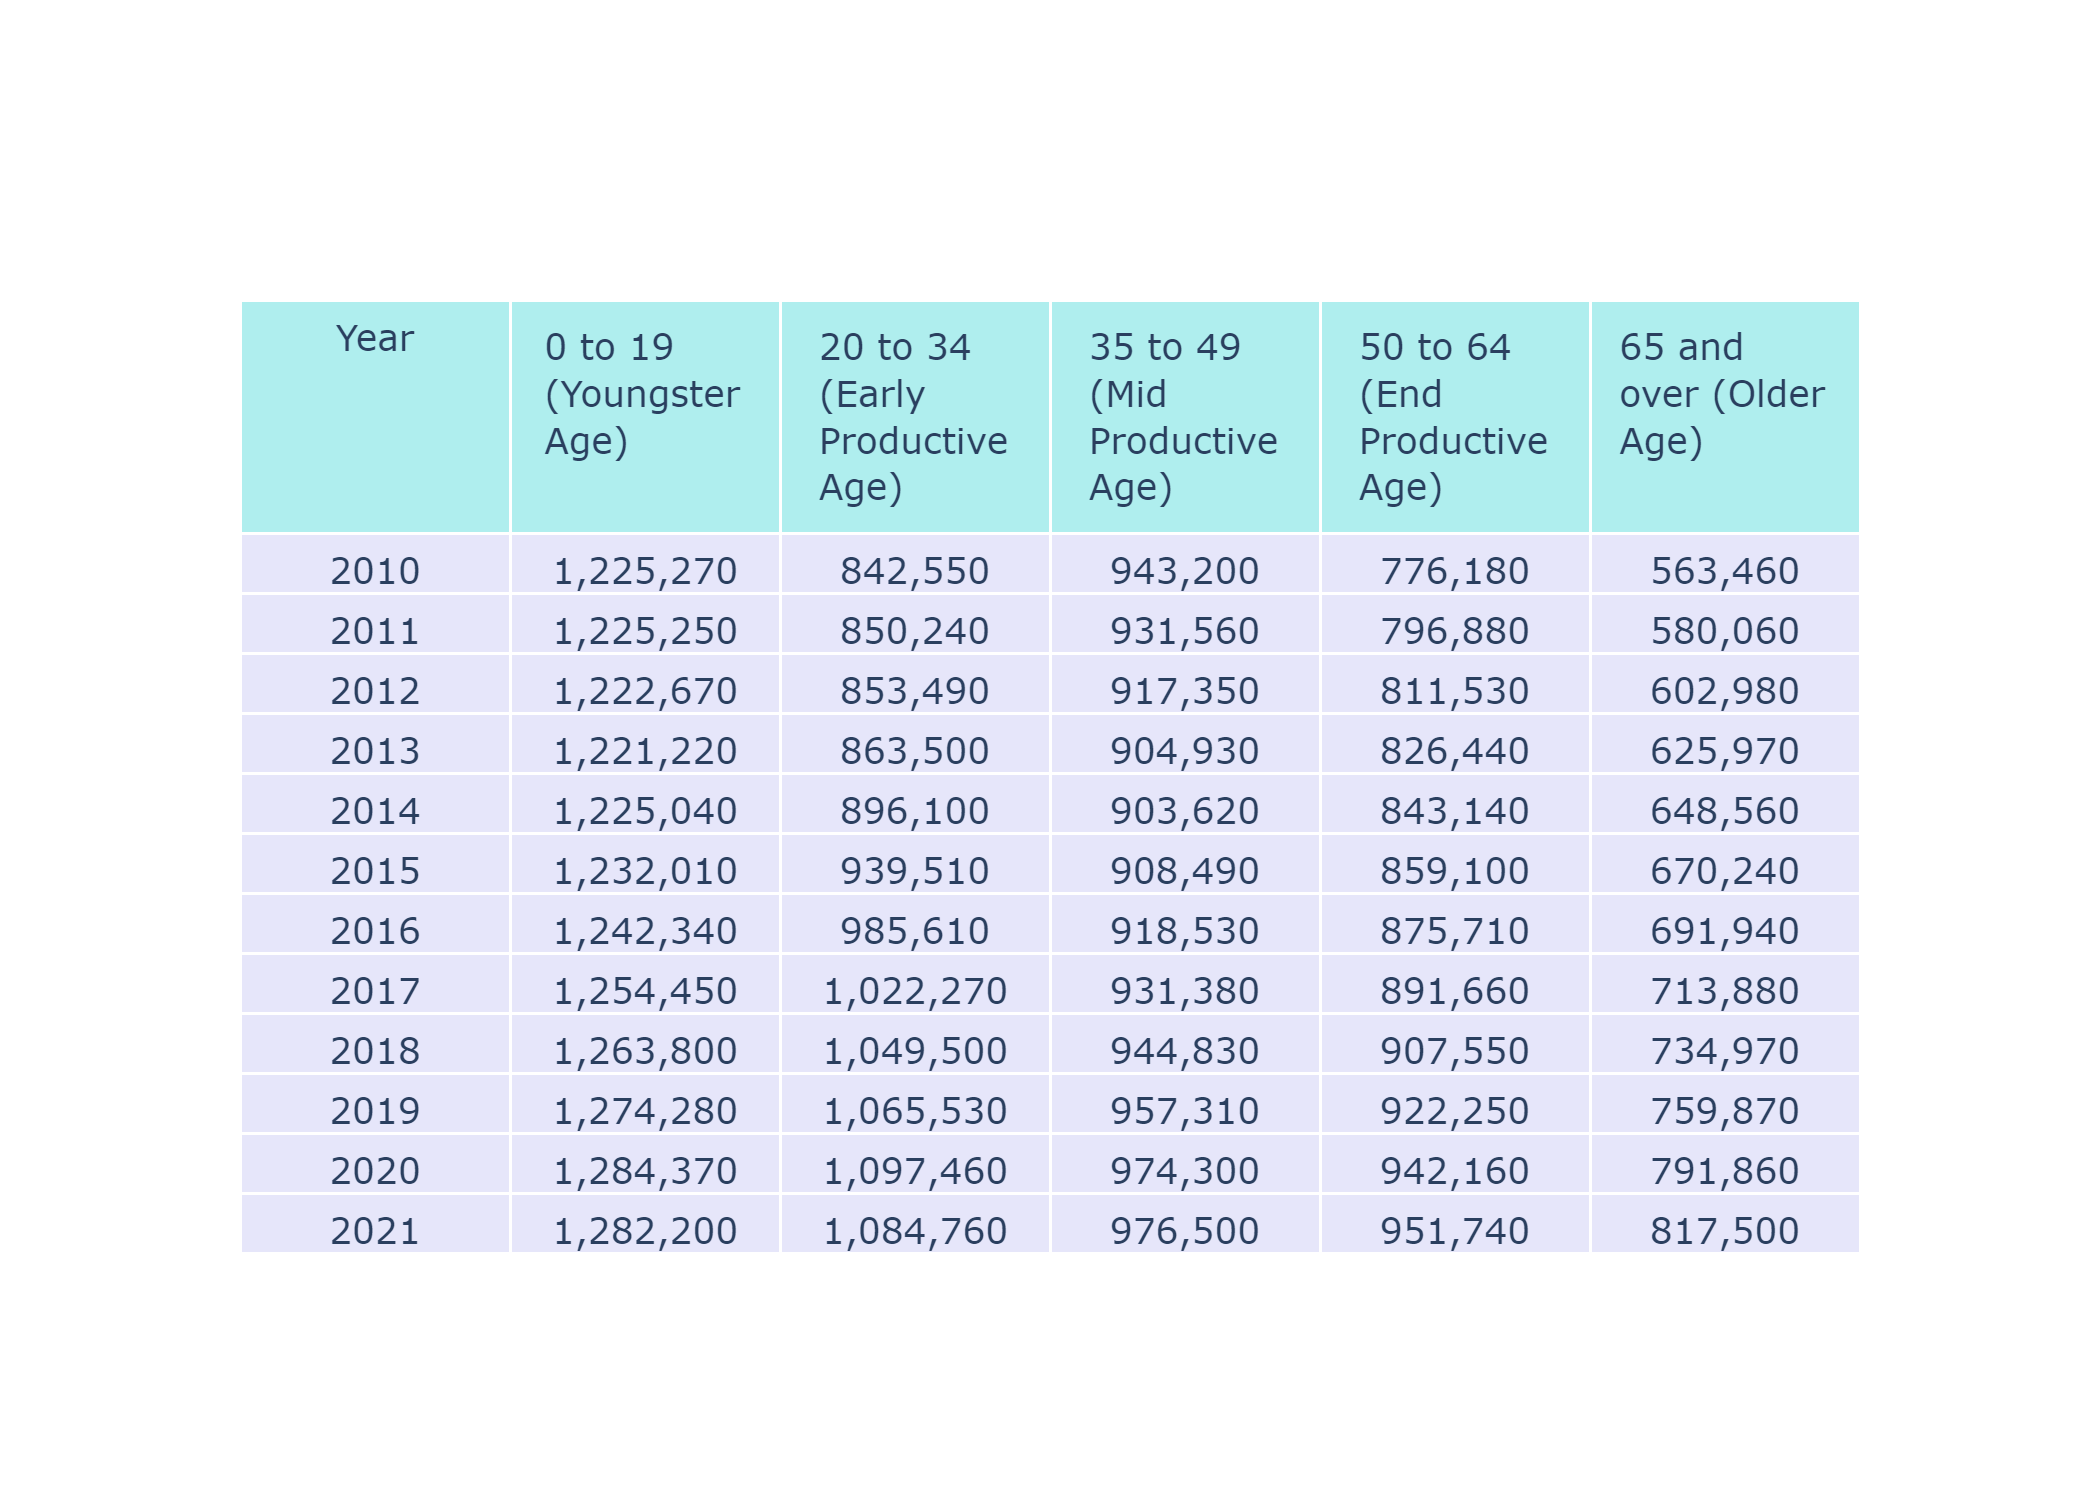 Year
0 to 19
(Youngster
Age)
20 to 34
(Early
Productive
Age)
35 to 49
(Mid
Productive
Age)
50 to 64
(End
Productive
Age)
65 and
over (Older
Age)
2010 1,225,270 842,550 943,200 776,180 563,460
2011 1,225,250 850,240 931,560 796,880 580,060
2012 1,222,670 853,490 917,350 811,530 602,980
2013 1,221,220 863,500 904,930 826,440 625,970
2014 1,225,040 896,100 903,620 843,140 648,560
2015 1,232,010 939,510 908,490 859,100 670,240
2016 1,242,340 985,610 918,530 875,710 691,940
2017 1,254,450 1,022,270 931,380 891,660 713,880
2018 1,263,800 1,049,500 944,830 907,550 734,970
2019 1,274,280 1,065,530 957,310 922,250 759,870
2020 1,284,370 1,097,460 974,300 942,160 791,860
2021 1,282,200 1,084,760 976,500 951,740 817,500